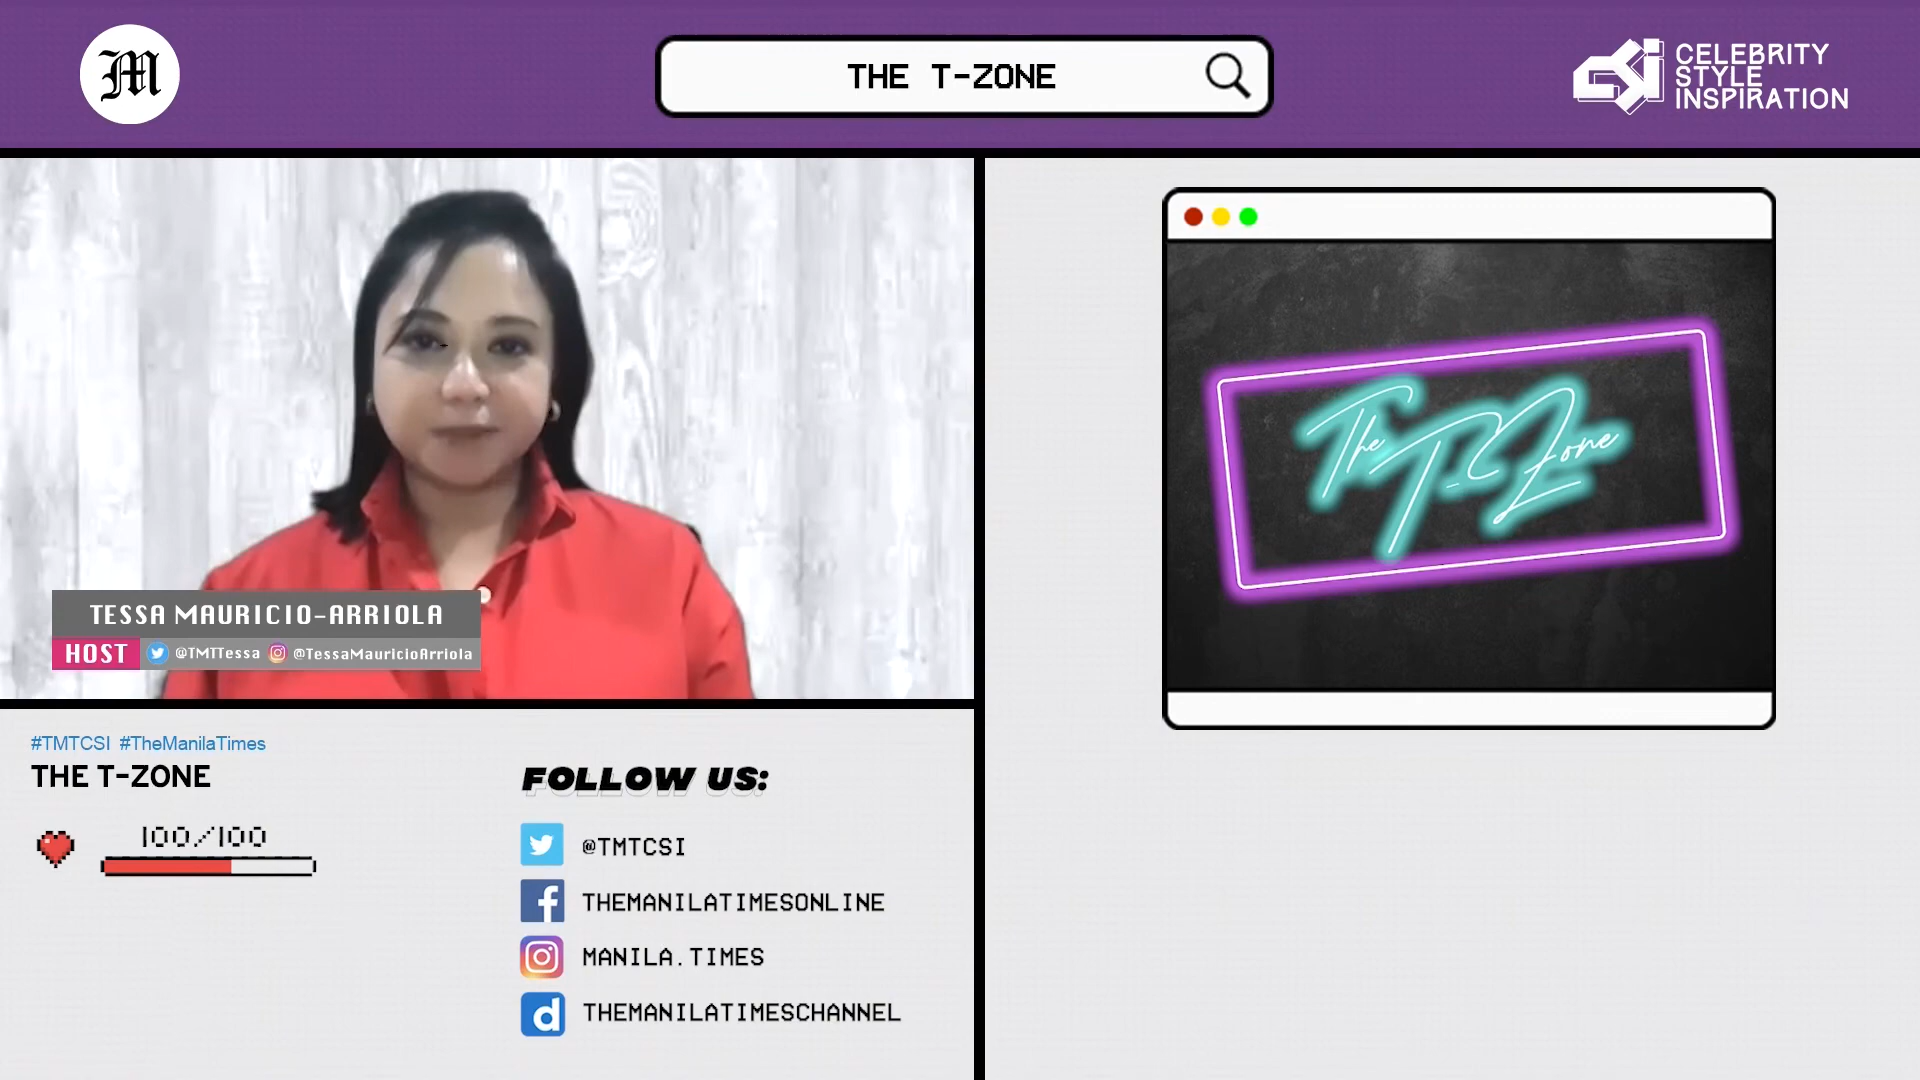 M
THE T-ZONE
CSI
CELEBRITY
STYLE
INSPIRATION
TESSA MAURICIO-ARRIOLA
HOST @TMTTessa @TessaMauricioArriola
The T-Zone
#TMTCSI #TheManilaTimes
THE T-ZONE
100/100
FOLLOW US:
@TMTCSI
THEMANILATIMESONLINE
MANILA.TIMES
THEMANILATIMESCHANNEL